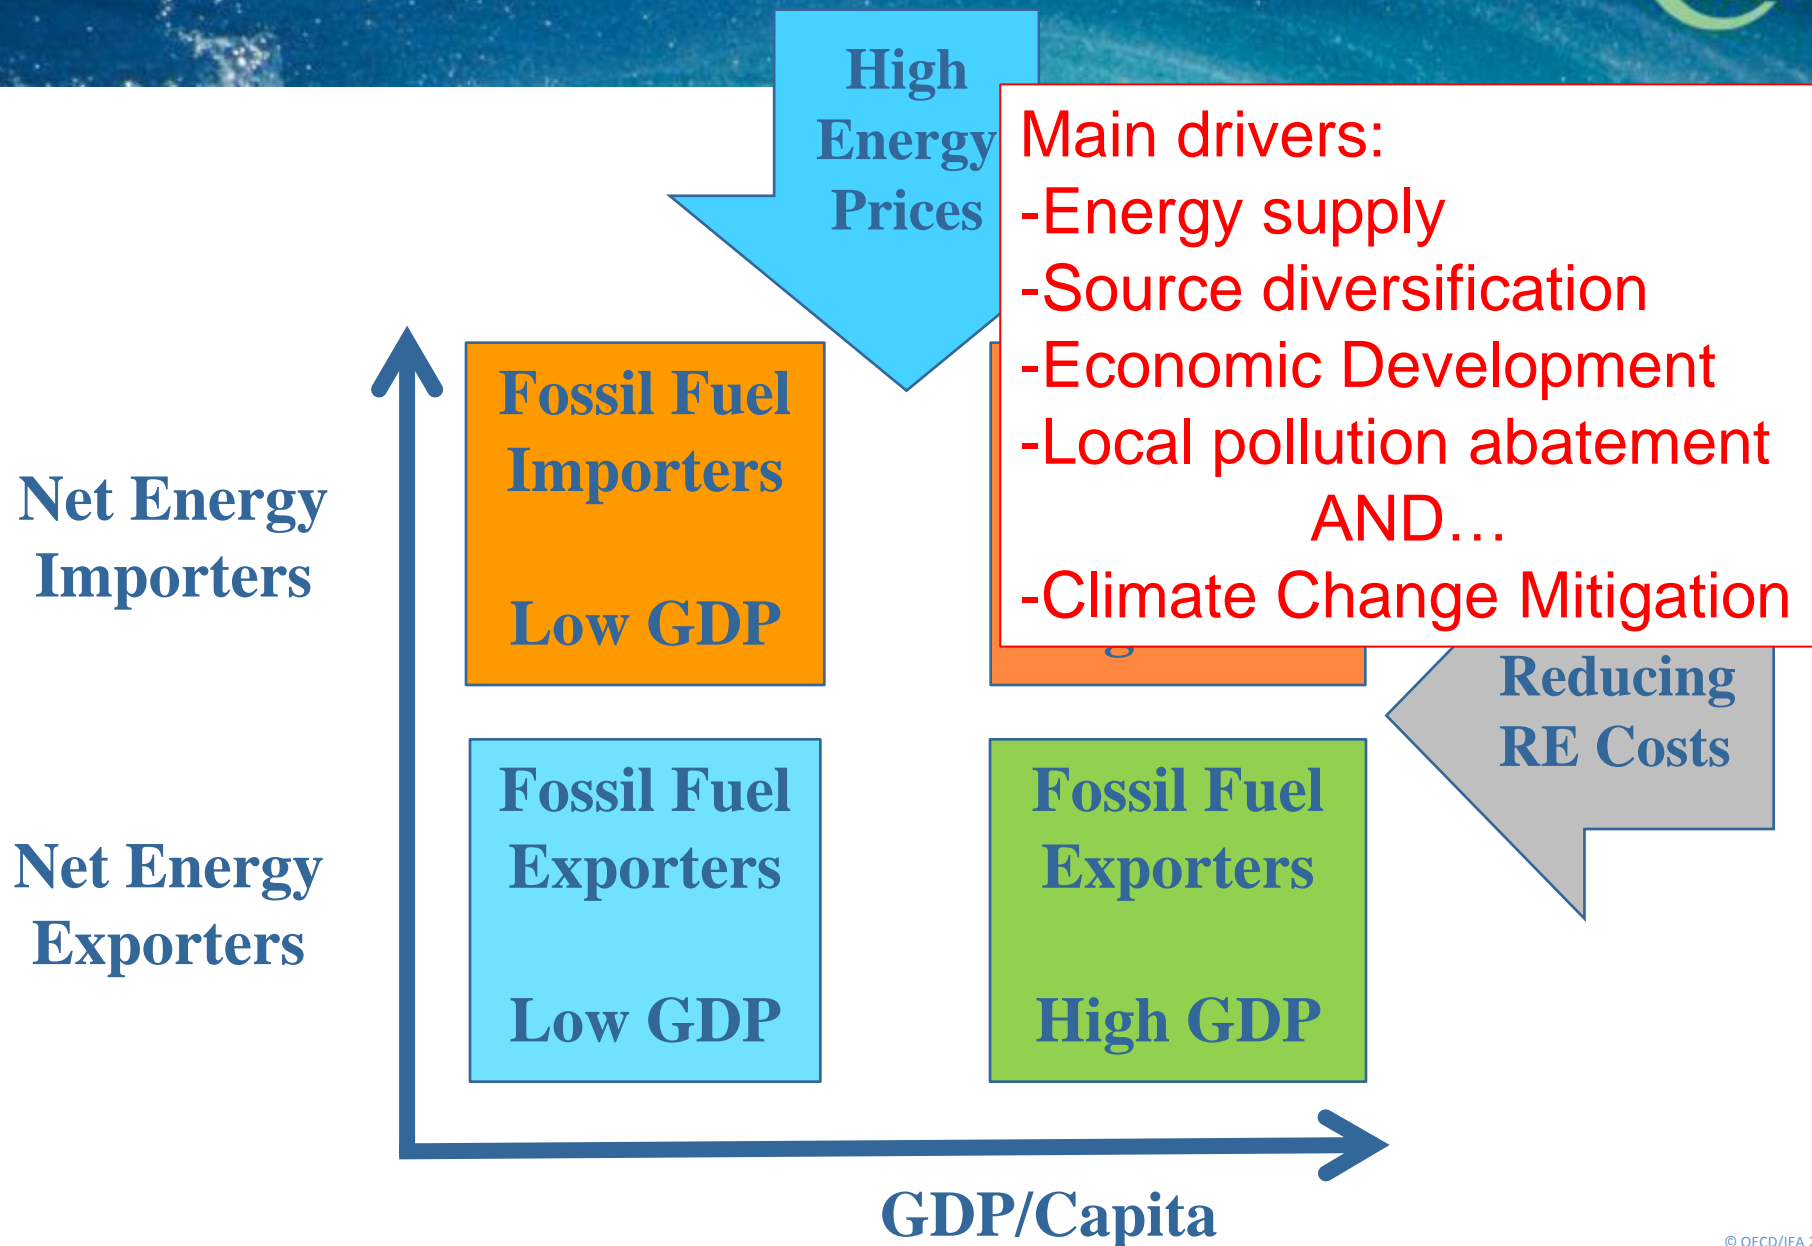 High
Energy
Prices
Main drivers:
-Energy supply
-Source diversification
-Economic Development
-Local pollution abatement
AND…
-Climate Change Mitigation
Net Energy
Importers
Fossil Fuel
Importers
Low GDP
Reducing
RE Costs
Net Energy
Exporters
Fossil Fuel
Exporters
Low GDP
Fossil Fuel
Exporters
High GDP
GDP/Capita
© OECD/IEA